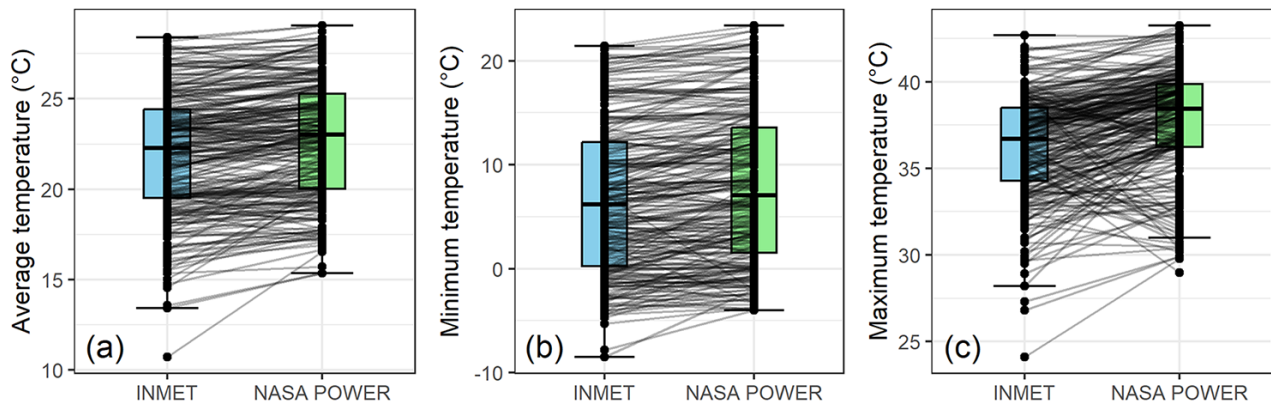 Average temperature (°C)
25
20
15
10
(a)
INMET
NASA POWER
Minimum temperature (°C)
20
10
0
-10
(b)
INMET
NASA POWER
Maximum temperature (°C)
40
35
30
25
(c)
INMET
NASA POWER